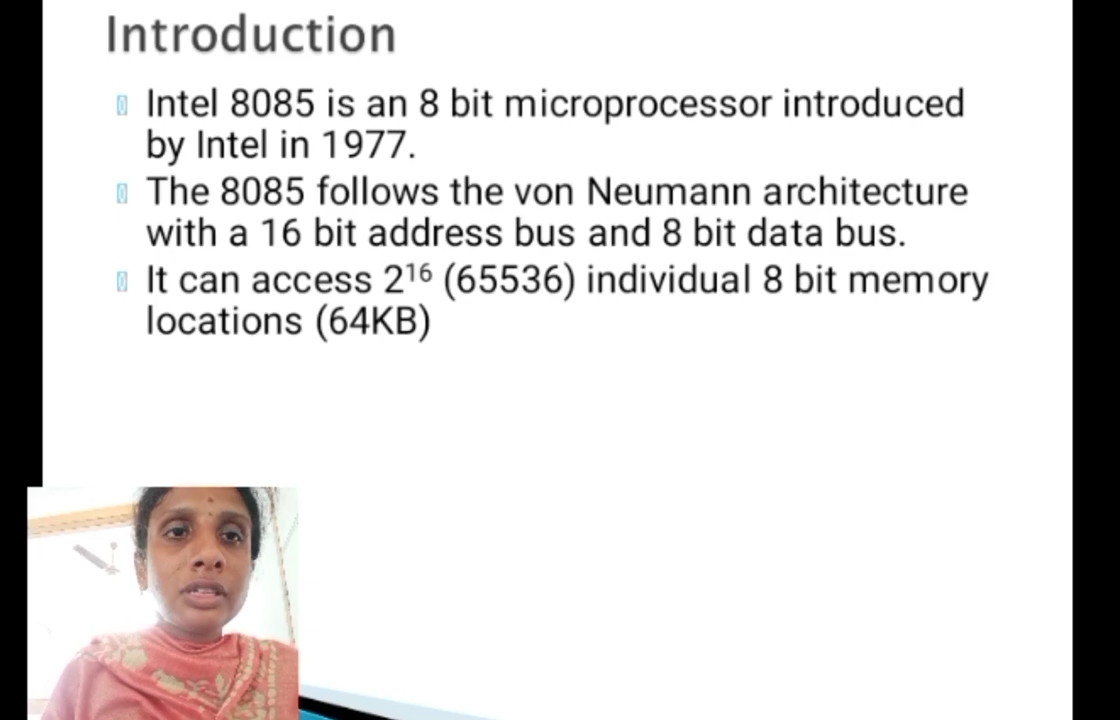 Introduction
Intel 8085 is an 8 bit microprocessor introduced
by Intel in 1977.
The 8085 follows the von Neumann architecture
with a 16 bit address bus and 8 bit data bus.
It can access 2¹⁶ (65536) individual 8 bit memory
locations (64KB)